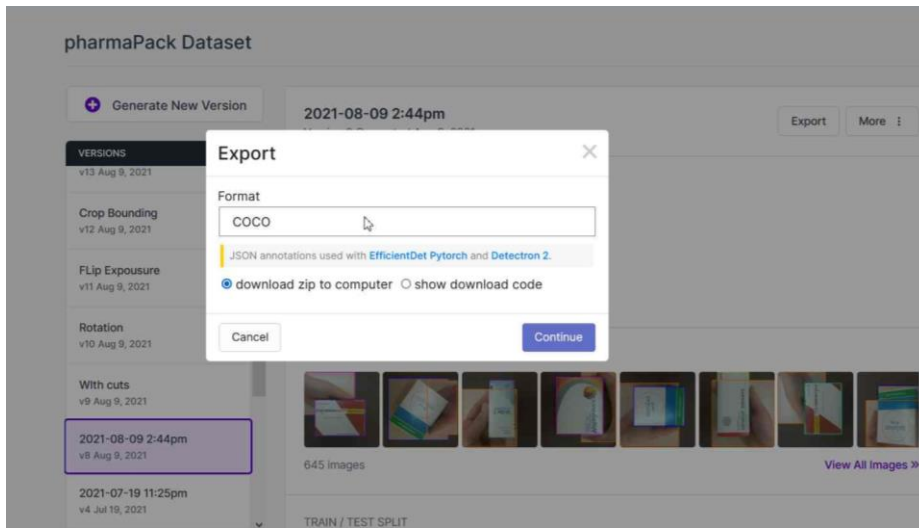 pharmaPack Dataset
Generate New Version
2021-08-09 2:44pm
Export
More
VERSIONS
v13 Aug 9, 2021
Crop Bounding
v12 Aug 9, 2021
FLip Expousure
v11 Aug 9, 2021
Rotation
v10 Aug 9, 2021
WIth cuts
v9 Aug 9, 2021
2021-08-09 2:44pm
v8 Aug 9, 2021
2021-07-19 11:25pm
v4 Jul 19, 2021
Export
Format
COCO
JSON annotations used with EfficientDet Pytorch and Detectron 2.
download zip to computer show download code
Cancel
Continue
645 images
View All Images »
TRAIN / TEST SPLIT